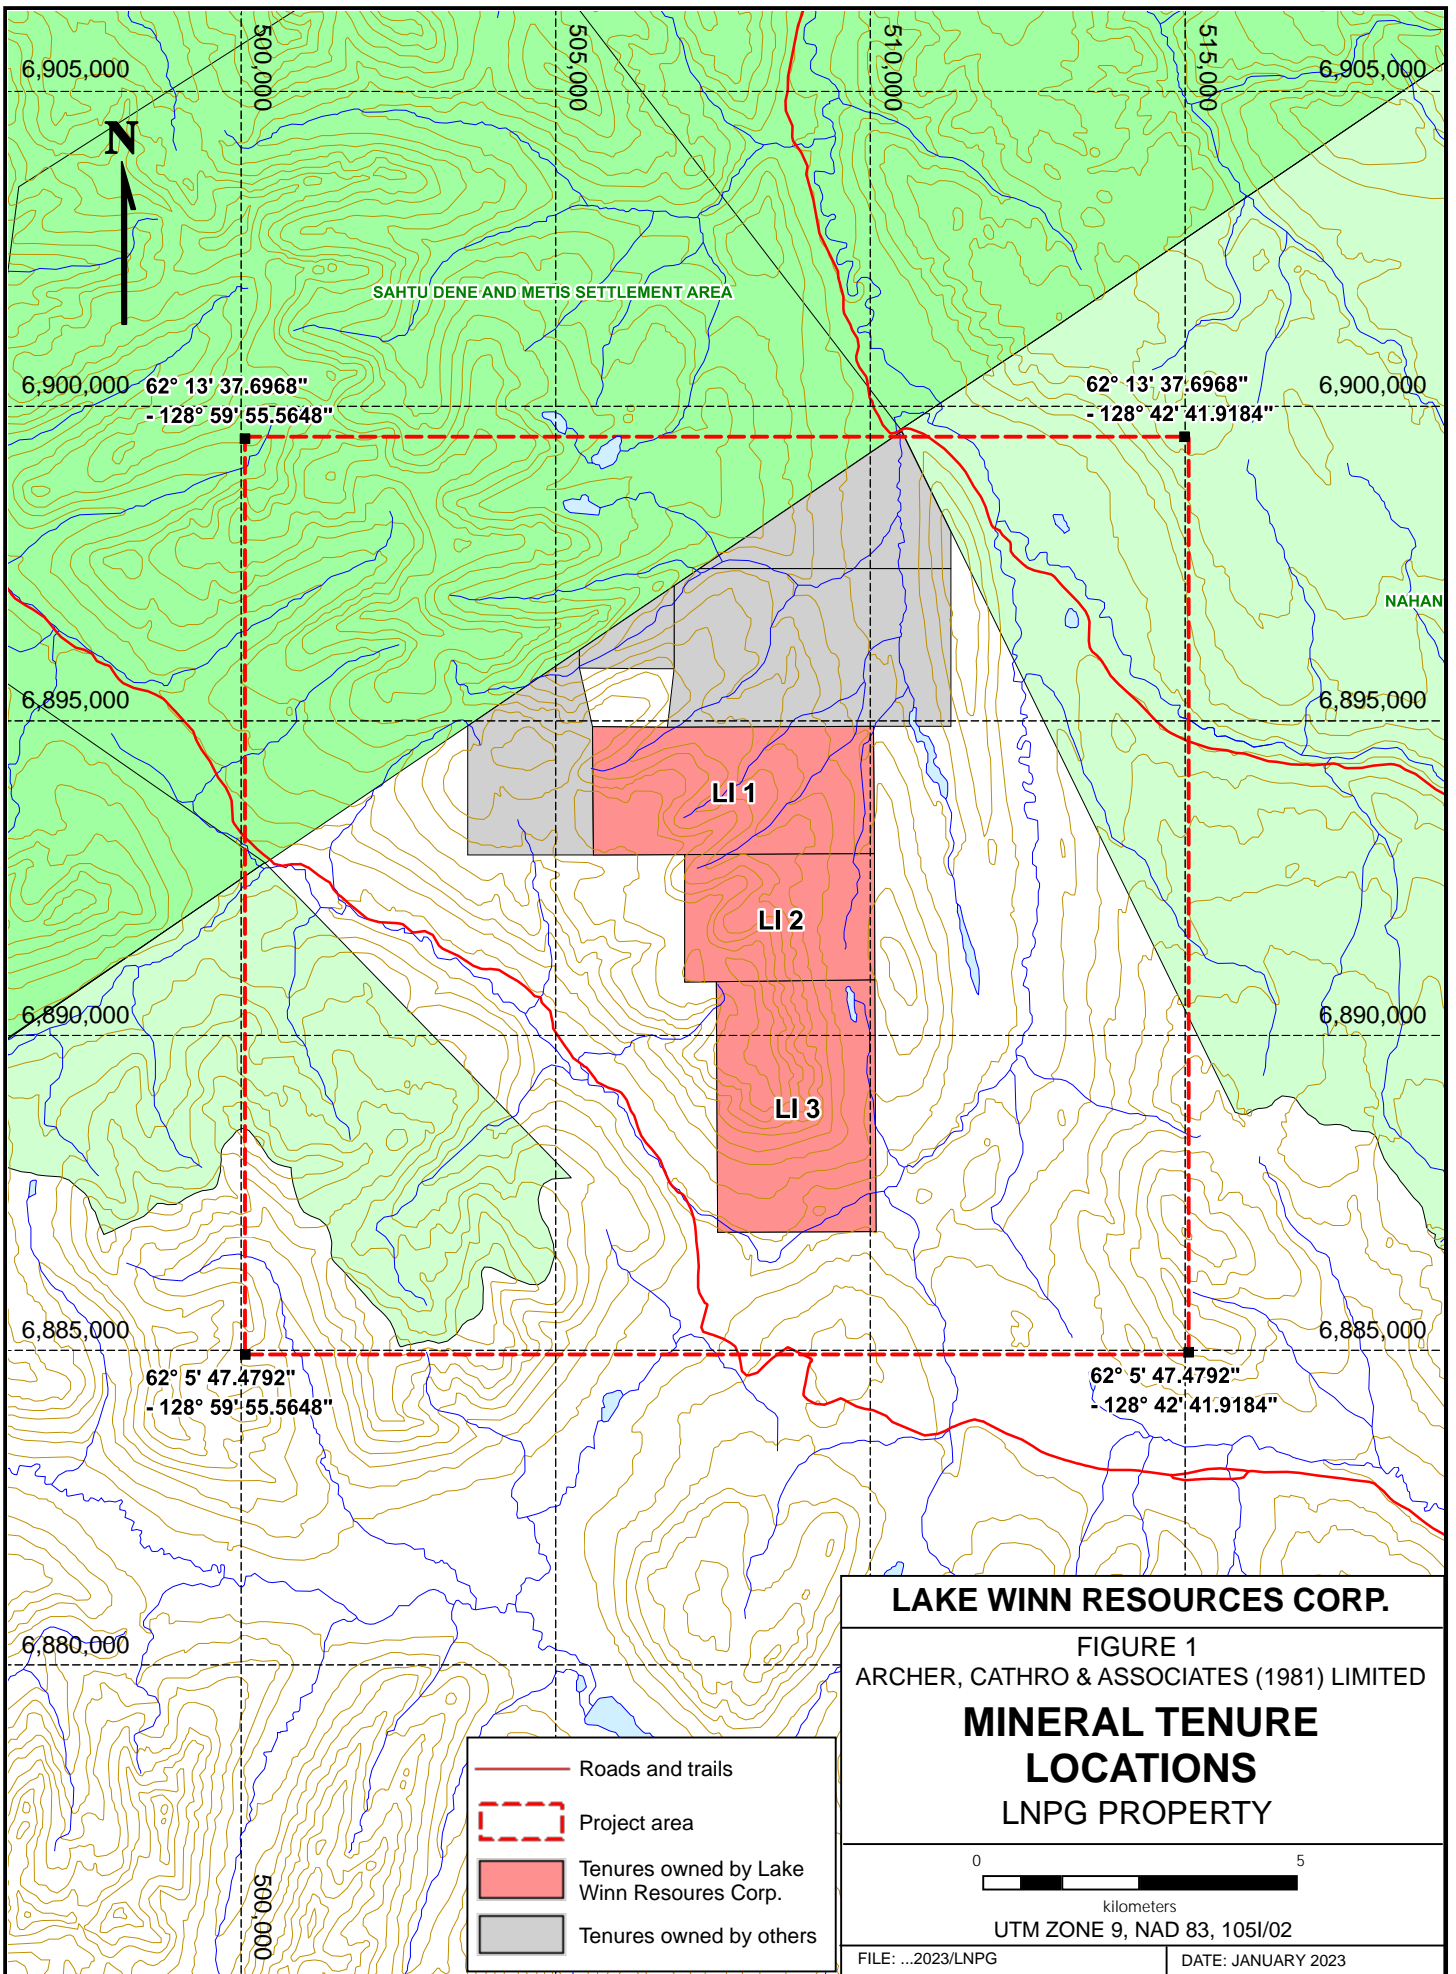 500,000
505,000
510,000
515,000
6,905,000
6,905,000
N
SAHTU DENE AND METIS SETTLEMENT AREA
6,900,000
62° 13' 37.6968"
- 128° 59' 55.5648"
62° 13' 37.6968"
- 128° 42' 41.9184"
6,900,000
NAHAN
6,895,000
6,895,000
LI 1
LI 2
6,890,000
6,890,000
LI 3
6,885,000
6,885,000
62° 5' 47.4792"
- 128° 59' 55.5648"
62° 5' 47.4792"
- 128° 42' 41.9184"
6,880,000
500,000
Roads and trails
Project area
Tenures owned by Lake
Winn Resoures Corp.
Tenures owned by others
LAKE WINN RESOURCES CORP.
FIGURE 1
ARCHER, CATHRO & ASSOCIATES (1981) LIMITED
MINERAL TENURE
LOCATIONS
LNPG PROPERTY
0 5
kilometers
UTM ZONE 9, NAD 83, 105I/02
FILE: ...2023/LNPG
DATE: JANUARY 2023